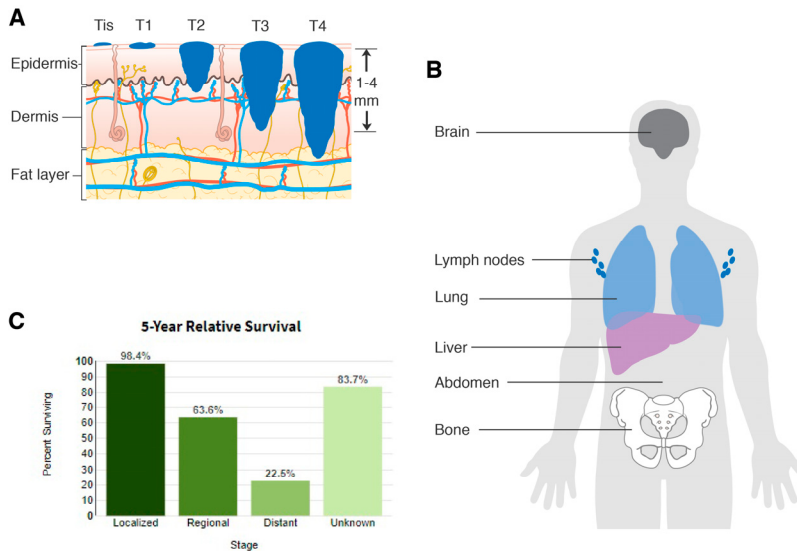 A
Tis T1 T2 T3 T4
Epidermis
1-4
mm
Dermis
Fat layer
B
Brain
Lymph nodes
Lung
Liver
Abdomen
Bone
C
5-Year Relative Survival
98.4%
63.6%
22.5%
83.7%
Percent Surviving
100
90
80
70
60
50
40
30
20
10
0
Localized Regional Distant Unknown
Stage